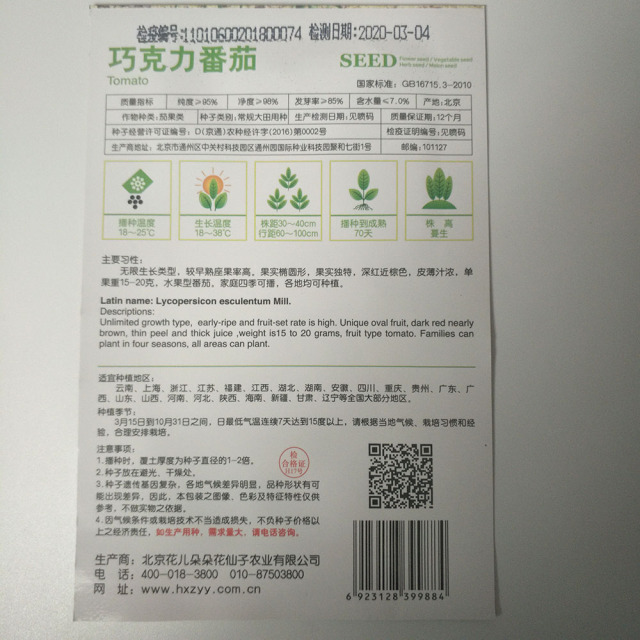 检疫编号:11010600201800074 检测日期:2020-03-04
巧克力番茄
Tomato
SEED
国家标准: GB16715.3-2010
质量指标 纯度≥95% 净度≥98% 发芽率≥85% 含水量≤7.0% 产地:北京
作物种类:茄果类 种子类别:常规大田用种 生产检测日期:见喷码 质量保证期:12个月
种子经营许可证编号: D(京通)农种经许字(2016)第0002号 检疫证明编号:见喷码
生产商地址: 北京市通州区中关村科技园区通州园国际种业科技园园聚和七街1号 邮编:101127
播种温度 18~25℃
生长温度 18~38℃
株距30~40cm 行距60~100cm
播种到成熟 70天
株 高 蔓生
主要习性:
无限生长类型,较早熟座果率高。果实椭圆形,果实独特,深红近棕色,皮薄汁浓,单
果重15-20克,水果型番茄,家庭四季可播,各地均可种植。
Latin name: Lycopersicon esculentum Mill.
Descriptions:
Unlimited growth type, early-ripe and fruit-set rate is high. Unique oval fruit, dark red nearly
brown, thin peel and thick juice ,weight is15 to 20 grams, fruit type tomato. Families can
plant in four seasons, all areas can plant.
适宜种植地区:
云南、上海、浙江、江苏、福建、江西、湖北、湖南、安徽、四川、重庆、贵州、广东、广
西、山东、山西、河南、河北、陕西、海南、新疆、甘肃、辽宁等全国大部分地区。
种植季节:
3月15日到10月31日之间,日最低气温连续7天达到15度以上,请根据当地气候、栽培习惯和经
验,合理安排栽培。
注意事项:
1.播种时,覆土厚度为种子直径的1-2倍。
2.种子放在避光、干燥处。
3.种子遗传基因复杂,各地气候差异明显,品种形状有可
能出现差异,因此,本包装之图像、色彩及特征特性仅供
参考,不做实物之依据。
4.因气候条件或栽培技术不当造成损失,不负种子价格以
上之经济责任,如生产用种,需求量大,请电话咨询。
检
合格证
生产商:北京花儿朵朵花仙子农业有限公司
电 话:400-018-3800 010-87503800
网 址:www.hxzyy.com.cn
6 923128 399884